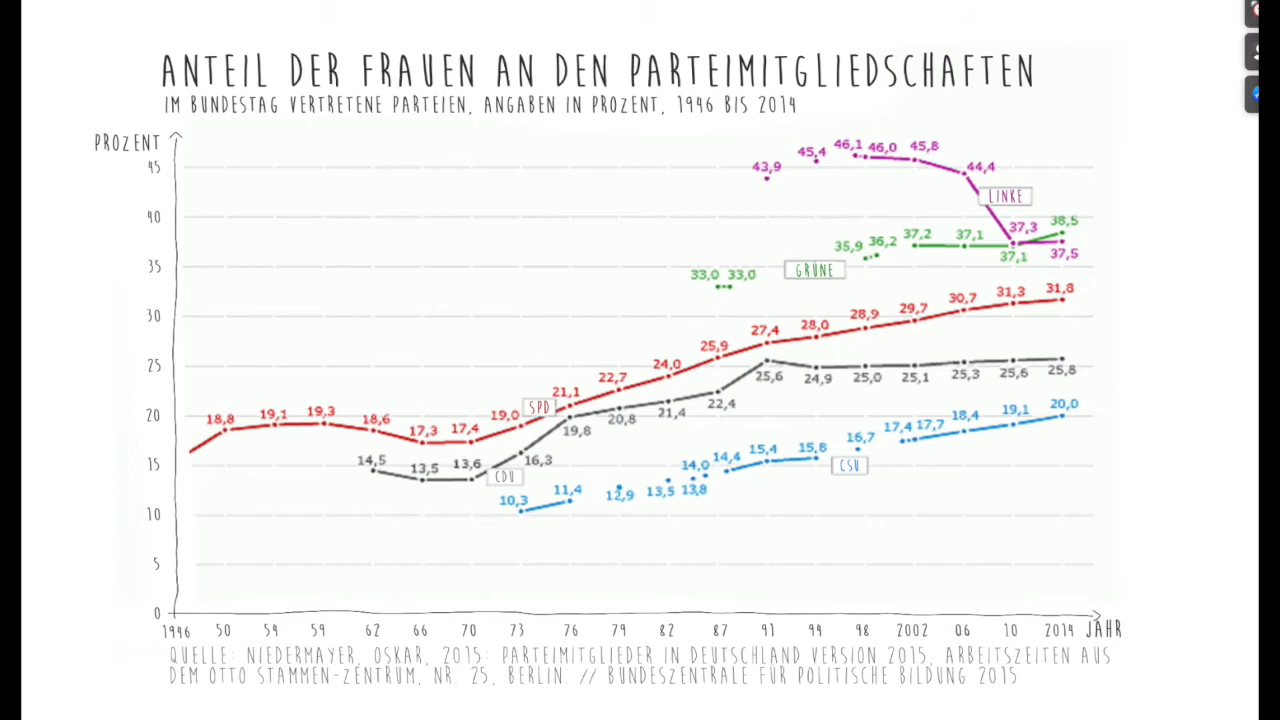 ANTEIL DER FRAUEN AN DEN PARTEIMITGLIEDSCHAFTEN
IM BUNDESTAG VERTRETENE PARTEIEN, ANGABEN IN PROZENT, 1946 BIS 2014
PROZENT
45
40
35
30
25
20
15
10
5
0
43,9 45,4 46,1 46,0 45,8 44,4 37,3 37,5
LINKE
33,0 33,0 35,9 36,2 37,2 37,1 37,1 38,5
GRÜNE
18,8 19,1 19,3 18,6 17,3 17,4 19,0 21,1 22,7 24,0 25,9 27,4 28,0 28,9 29,7 30,7 31,3 31,8
SPD
14,5 13,5 13,6 16,3 19,8 20,8 21,4 22,4 25,6 24,9 25,0 25,1 25,3 25,6 25,8
CDU
10,3 11,4 12,9 13,5 13,8 14,0 14,4 15,4 15,8 16,7 17,4 17,7 18,4 19,1 20,0
CSU
1946 50 54 59 62 66 70 73 76 79 82 87 91 94 98 2002 06 10 2014 JAHR
QUELLE: NIEDERMAYER, OSKAR, 2015: PARTEIMITGLIEDER IN DEUTSCHLAND VERSION 2015, ARBEITSZEITEN AUS
DEM OTTO STAMMEN-ZENTRUM, NR. 25, BERLIN. // BUNDESZENTRALE FÜR POLITISCHE BILDUNG 2015